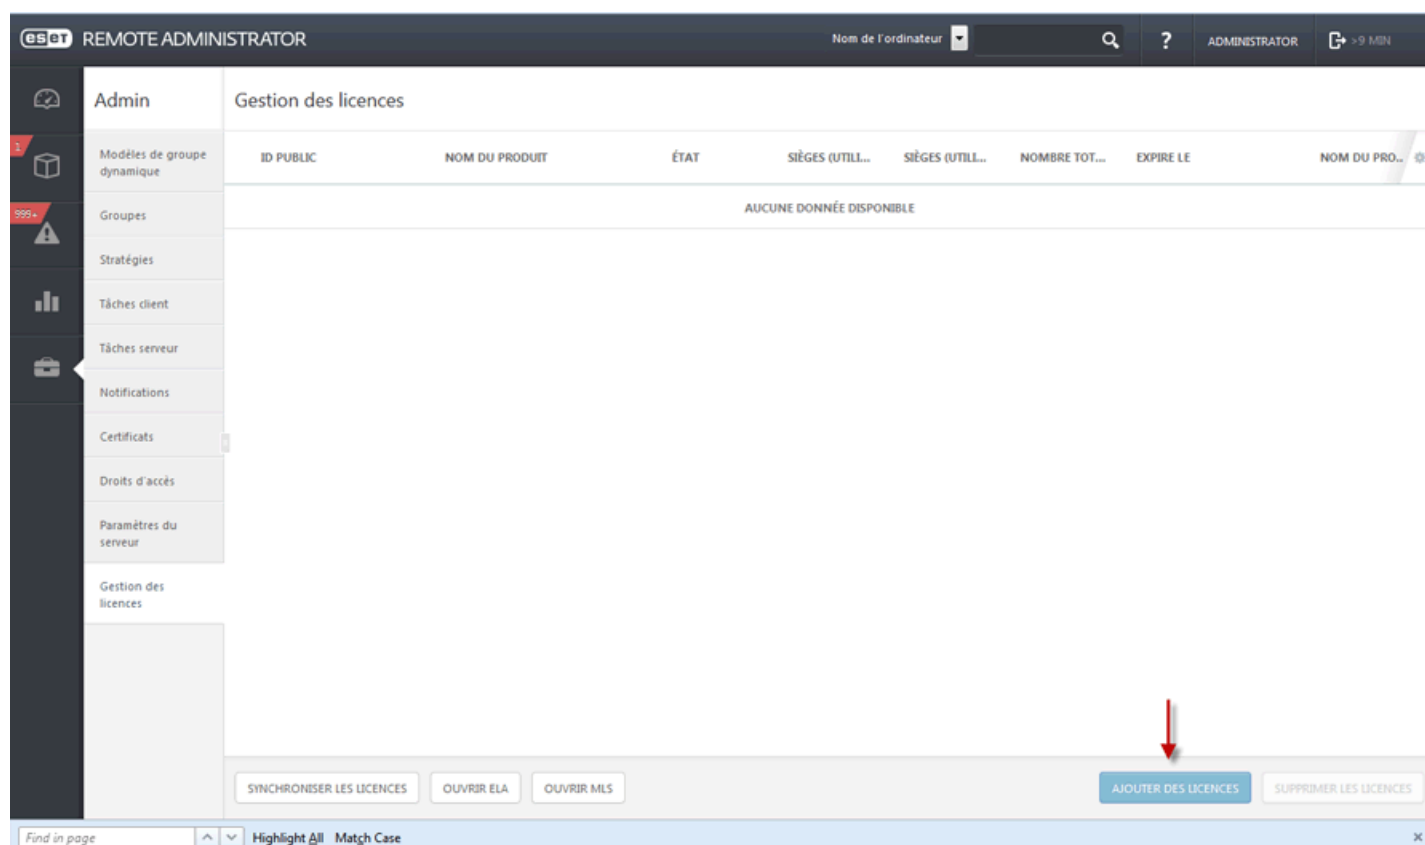 eset REMOTE ADMINISTRATOR
Nom de l'ordinateur
?
ADMINISTRATOR
>9 MIN
Admin
Gestion des licences
1
999+
Modèles de groupe
dynamique
Groupes
Stratégies
Tâches client
Tâches serveur
Notifications
Certificats
Droits d'accès
Paramètres du
serveur
Gestion des
licences
ID PUBLIC
NOM DU PRODUIT
ÉTAT
SIÈGES (UTILI...
SIÈGES (UTILI...
NOMBRE TOT...
EXPIRE LE
NOM DU PRO...
AUCUNE DONNÉE DISPONIBLE
SYNCHRONISER LES LICENCES
OUVRIR ELA
OUVRIR MLS
AJOUTER DES LICENCES
SUPPRIMER LES LICENCES
Find in page
Highlight All
Match Case